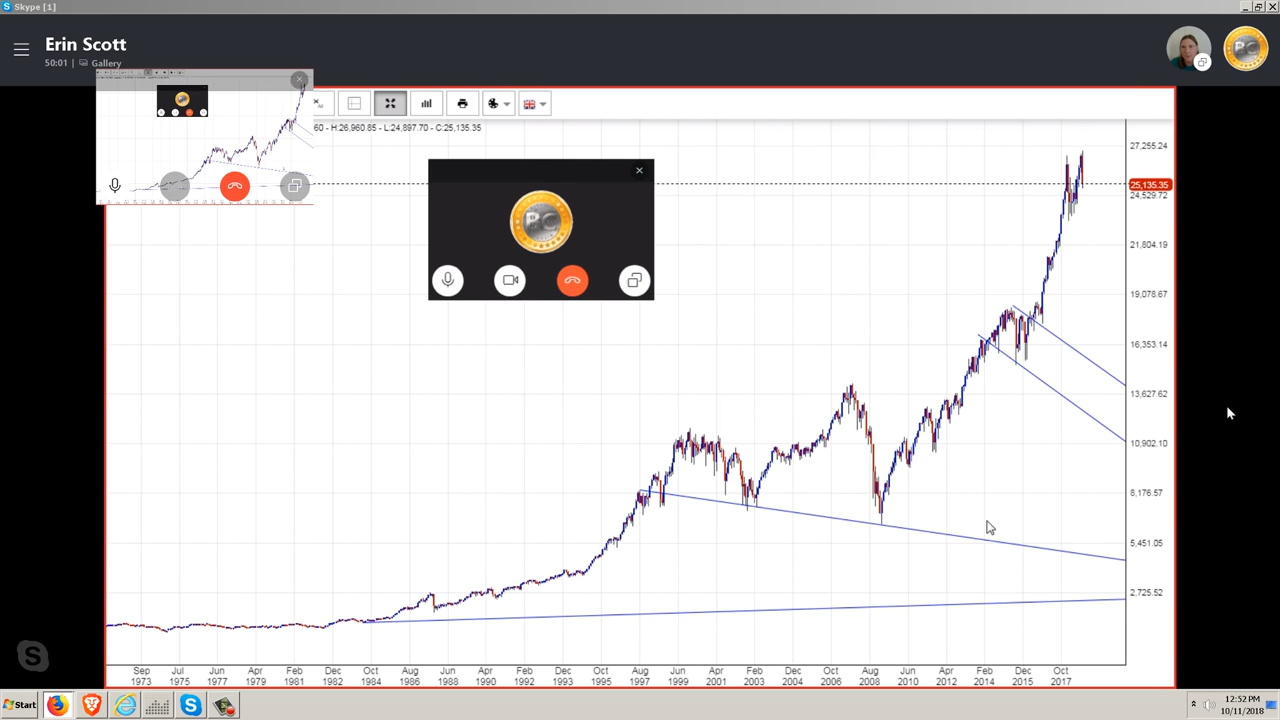 Skype [1]
Erin Scott
50:01 | Gallery
60 - H:26,960.85 - L:24,897.70 - C:25,135.35
27,255.24
25,135.35
24,529.72
21,804.19
19,078.67
16,353.14
13,627.62
10,902.10
8,176.57
5,451.05
2,725.52
Sep Jul Jun Apr Feb Dec Oct Aug Jun Apr Dec Oct Aug Jun Apr Feb Dec Oct Aug Jun Apr Feb Dec Oct
1973 1975 1977 1979 1981 1982 1984 1986 1988 1990 1993 1995 1997 1999 2001 2003 2004 2006 2008 2010 2012 2014 2015 2017
Start
12:52 PM
10/11/2018